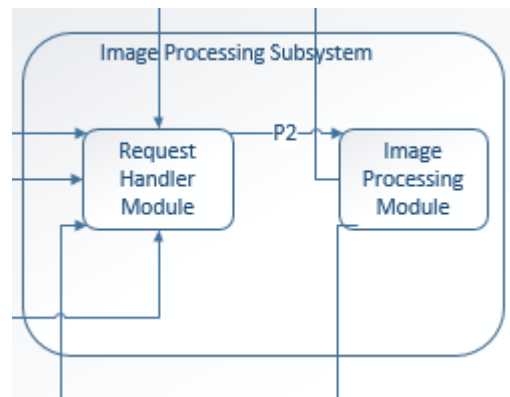 Image Processing Subsystem
P2
Request
Handler
Module
Image
Processing
Module